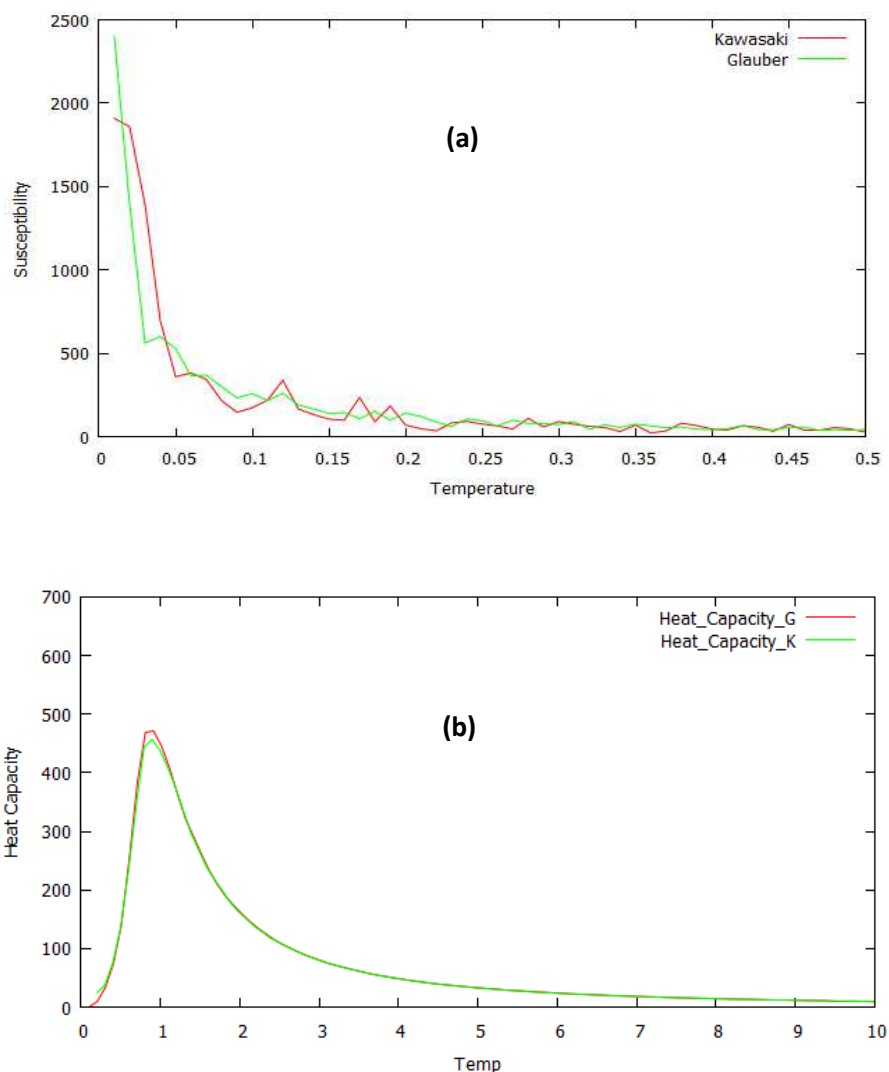 2500
2000
1500
1000
500
0
Susceptibility
Kawasaki
Glauber
(a)
0 0.05 0.1 0.15 0.2 0.25 0.3 0.35 0.4 0.45 0.5
Temperature
700
600
500
400
300
200
100
0
Heat Capacity
Heat_Capacity_G
Heat_Capacity_K
(b)
0 1 2 3 4 5 6 7 8 9 10
Temp